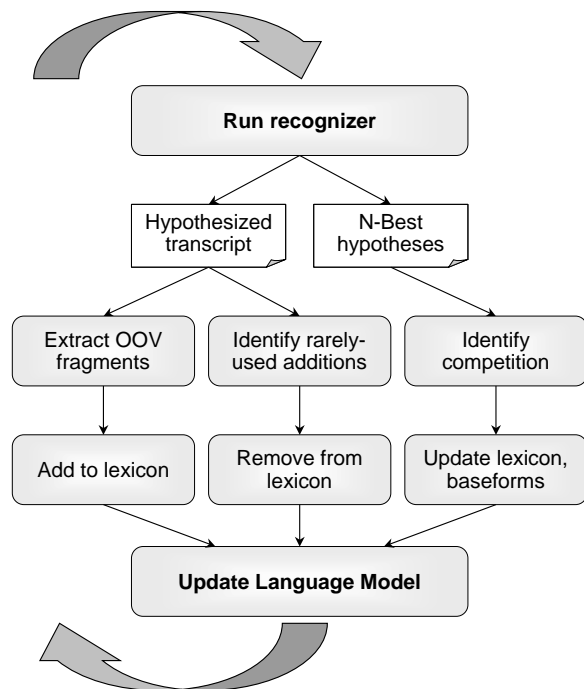 Run recognizer
Hypothesized
transcript
N-Best
hypotheses
Extract OOV
fragments
Identify rarely-
used additions
Identify
competition
Add to lexicon
Remove from
lexicon
Update lexicon,
baseforms
Update Language Model